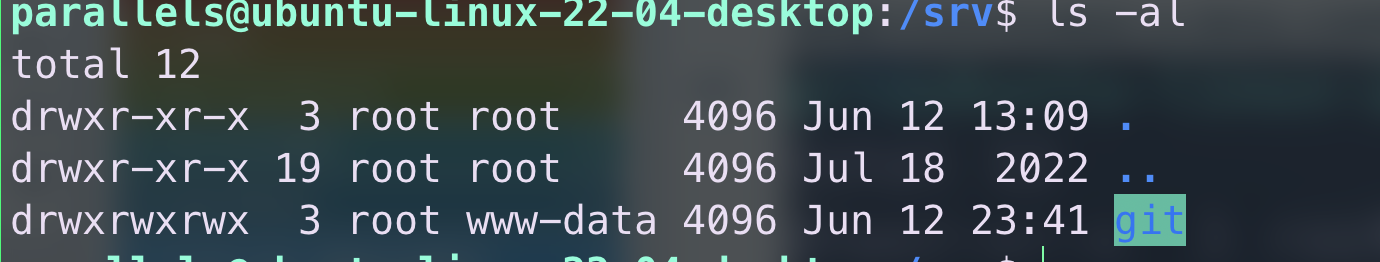 parallels@ubuntu-linux-22-04-desktop:/srv$ ls -al
total 12
drwxr-xr-x  3 root root     4096 Jun 12 13:09 .
drwxr-xr-x 19 root root     4096 Jul 18  2022 ..
drwxrwxrwx  3 root www-data 4096 Jun 12 23:41 git